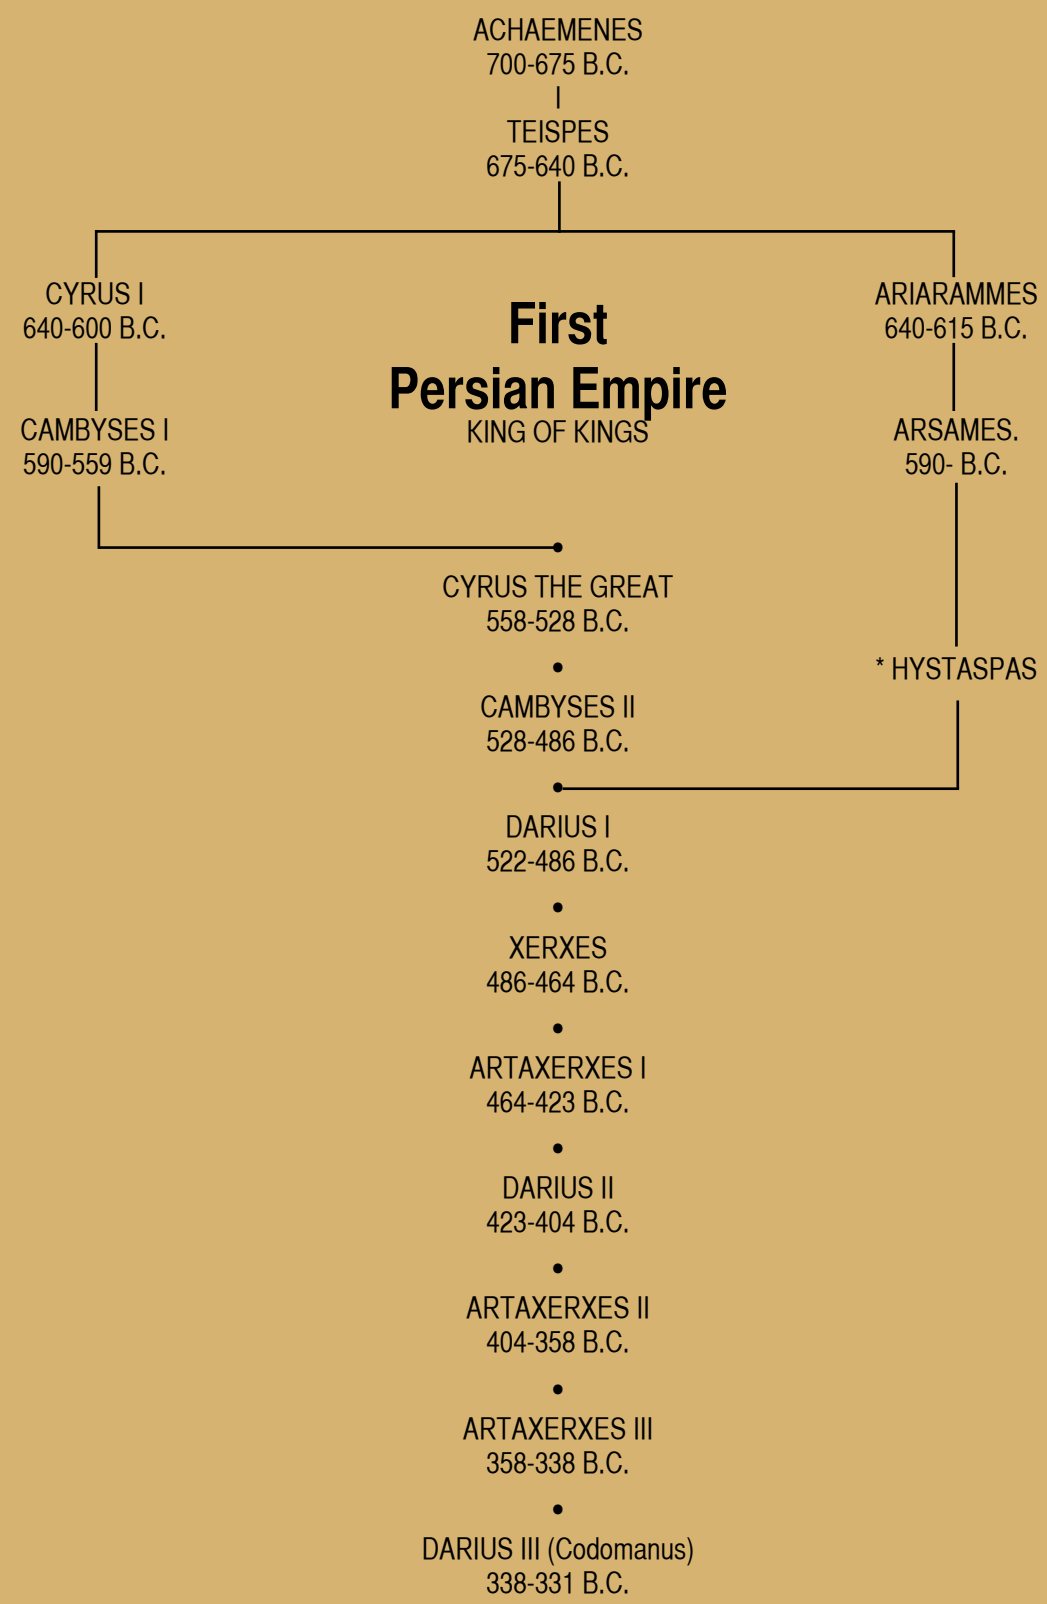 ACHAEMENES
700-675 B.C.
TEISPES
675-640 B.C.
CYRUS I
640-600 B.C.
ARIARAMMES
640-615 B.C.
First
Persian Empire
KING OF KINGS
CAMBYSES I
590-559 B.C.
ARSAMES.
590- B.C.
CYRUS THE GREAT
558-528 B.C.
* HYSTASPAS
CAMBYSES II
528-486 B.C.
DARIUS I
522-486 B.C.
XERXES
486-464 B.C.
ARTAXERXES I
464-423 B.C.
DARIUS II
423-404 B.C.
ARTAXERXES II
404-358 B.C.
ARTAXERXES III
358-338 B.C.
DARIUS III (Codomanus)
338-331 B.C.